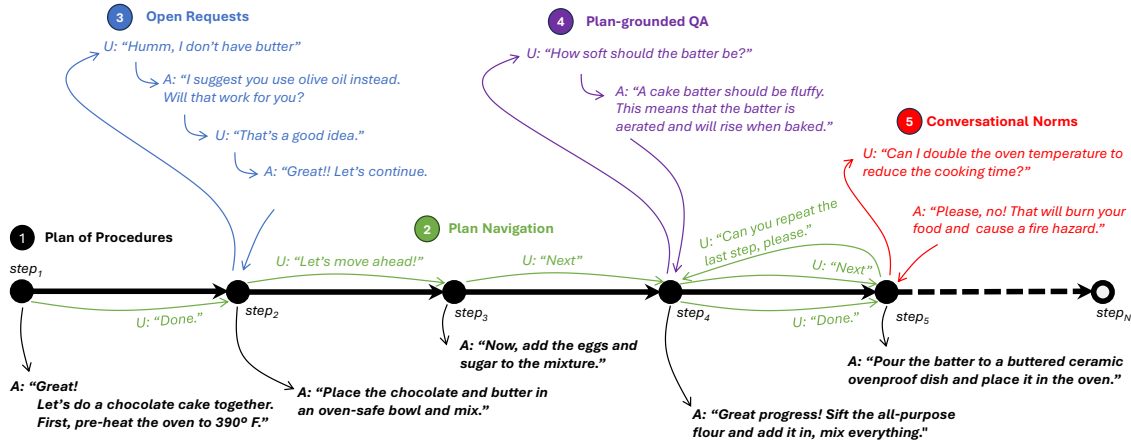 3 Open Requests
U: “Humm, I don’t have butter”
A: “I suggest you use olive oil instead.
Will that work for you?
U: “That’s a good idea.”
A: “Great!! Let’s continue.
4 Plan-grounded QA
U: “How soft should the batter be?”
A: “A cake batter should be fluffy.
This means that the batter is
aerated and will rise when baked.”
5 Conversational Norms
U: “Can I double the oven temperature to
reduce the cooking time?”
A: “Please, no! That will burn your
food and cause a fire hazard.”
1 Plan of Procedures
2 Plan Navigation
step1
U: “Done.”
step2
U: “Let’s move ahead!”
step3
U: “Next”
step4
U: “Can you repeat the
last step, please.”
U: “Next”
U: “Done.”
step5
stepN
A: “Great!
Let’s do a chocolate cake together.
First, pre-heat the oven to 390º F.”
A: “Place the chocolate and butter in
an oven-safe bowl and mix.”
A: “Now, add the eggs and
sugar to the mixture.”
A: “Great progress! Sift the all-purpose
flour and add it in, mix everything."
A: “Pour the batter to a buttered ceramic
ovenproof dish and place it in the oven.”